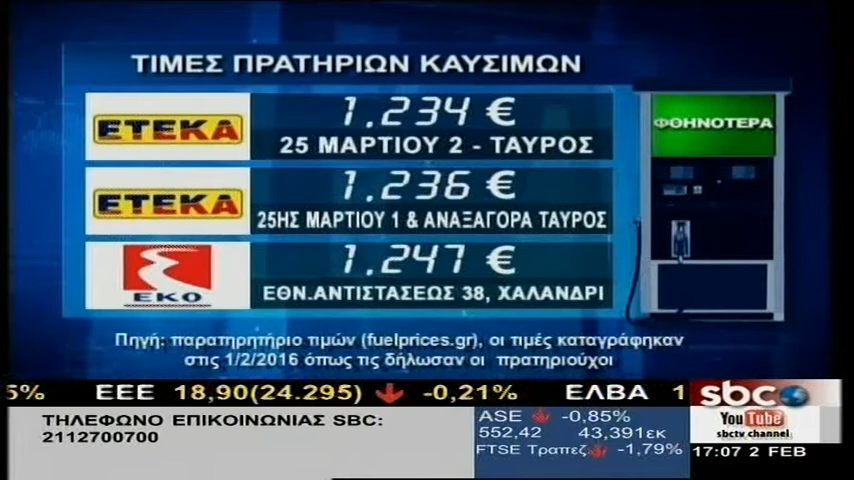 ΤΙΜΕΣ ΠΡΑΤΗΡΙΩΝ ΚΑΥΣΙΜΩΝ
ΦΘΗΝΟΤΕΡΑ
ΕΤΕΚΑ
1.234 €
25 ΜΑΡΤΙΟΥ 2 - ΤΑΥΡΟΣ
ΕΤΕΚΑ
1.236 €
25ΗΣ ΜΑΡΤΙΟΥ 1 & ΑΝΑΞΑΓΟΡΑ ΤΑΥΡΟΣ
ΕΚΟ
1.247 €
ΕΘΝ.ΑΝΤΙΣΤΑΣΕΩΣ 38, ΧΑΛΑΝΔΡΙ
Πηγή: παρατηρητήριο τιμών (fuelprices.gr), οι τιμές καταγράφηκαν
στις 1/2/2016 όπως τις δήλωσαν οι πρατηριούχοι
5% ΕΕΕ 18,90(24.295) -0,21% ΕΛΒΑ 1
sbc
ΤΗΛΕΦΩΝΟ ΕΠΙΚΟΙΝΩΝΙΑΣ SBC:
2112700700
ASE -0,85%
552,42 43,391εκ
FTSE Τραπεζ -1,79%
YouTube
sbctv channel
17:07 2 FEB